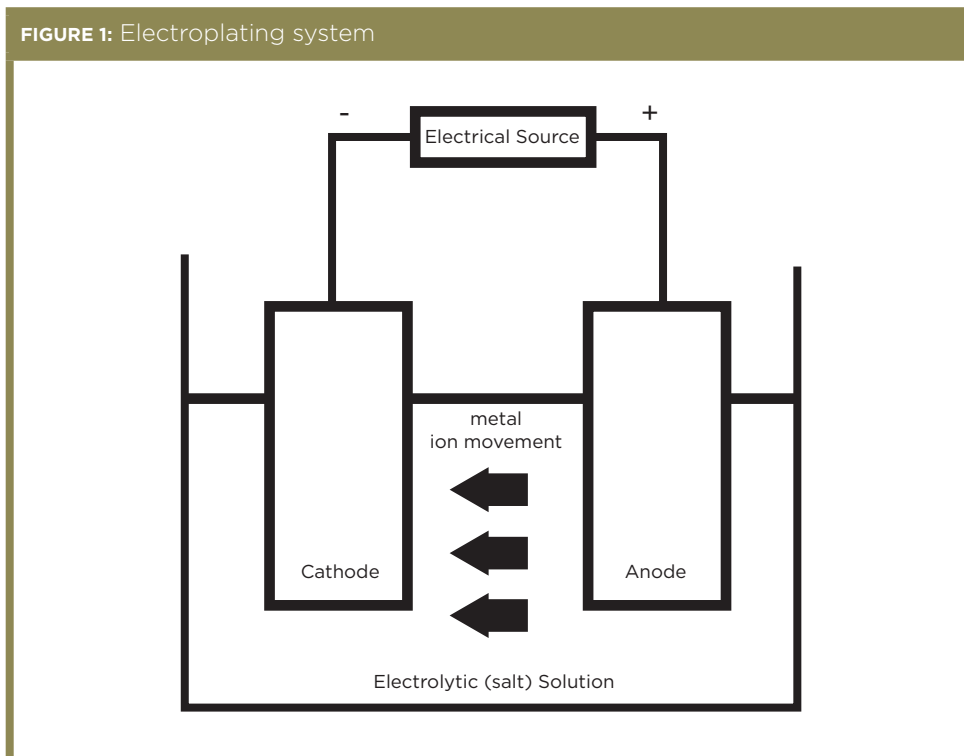 FIGURE 1: Electroplating system
- +
Electrical Source
metal
ion movement
Cathode Anode
Electrolytic (salt) Solution